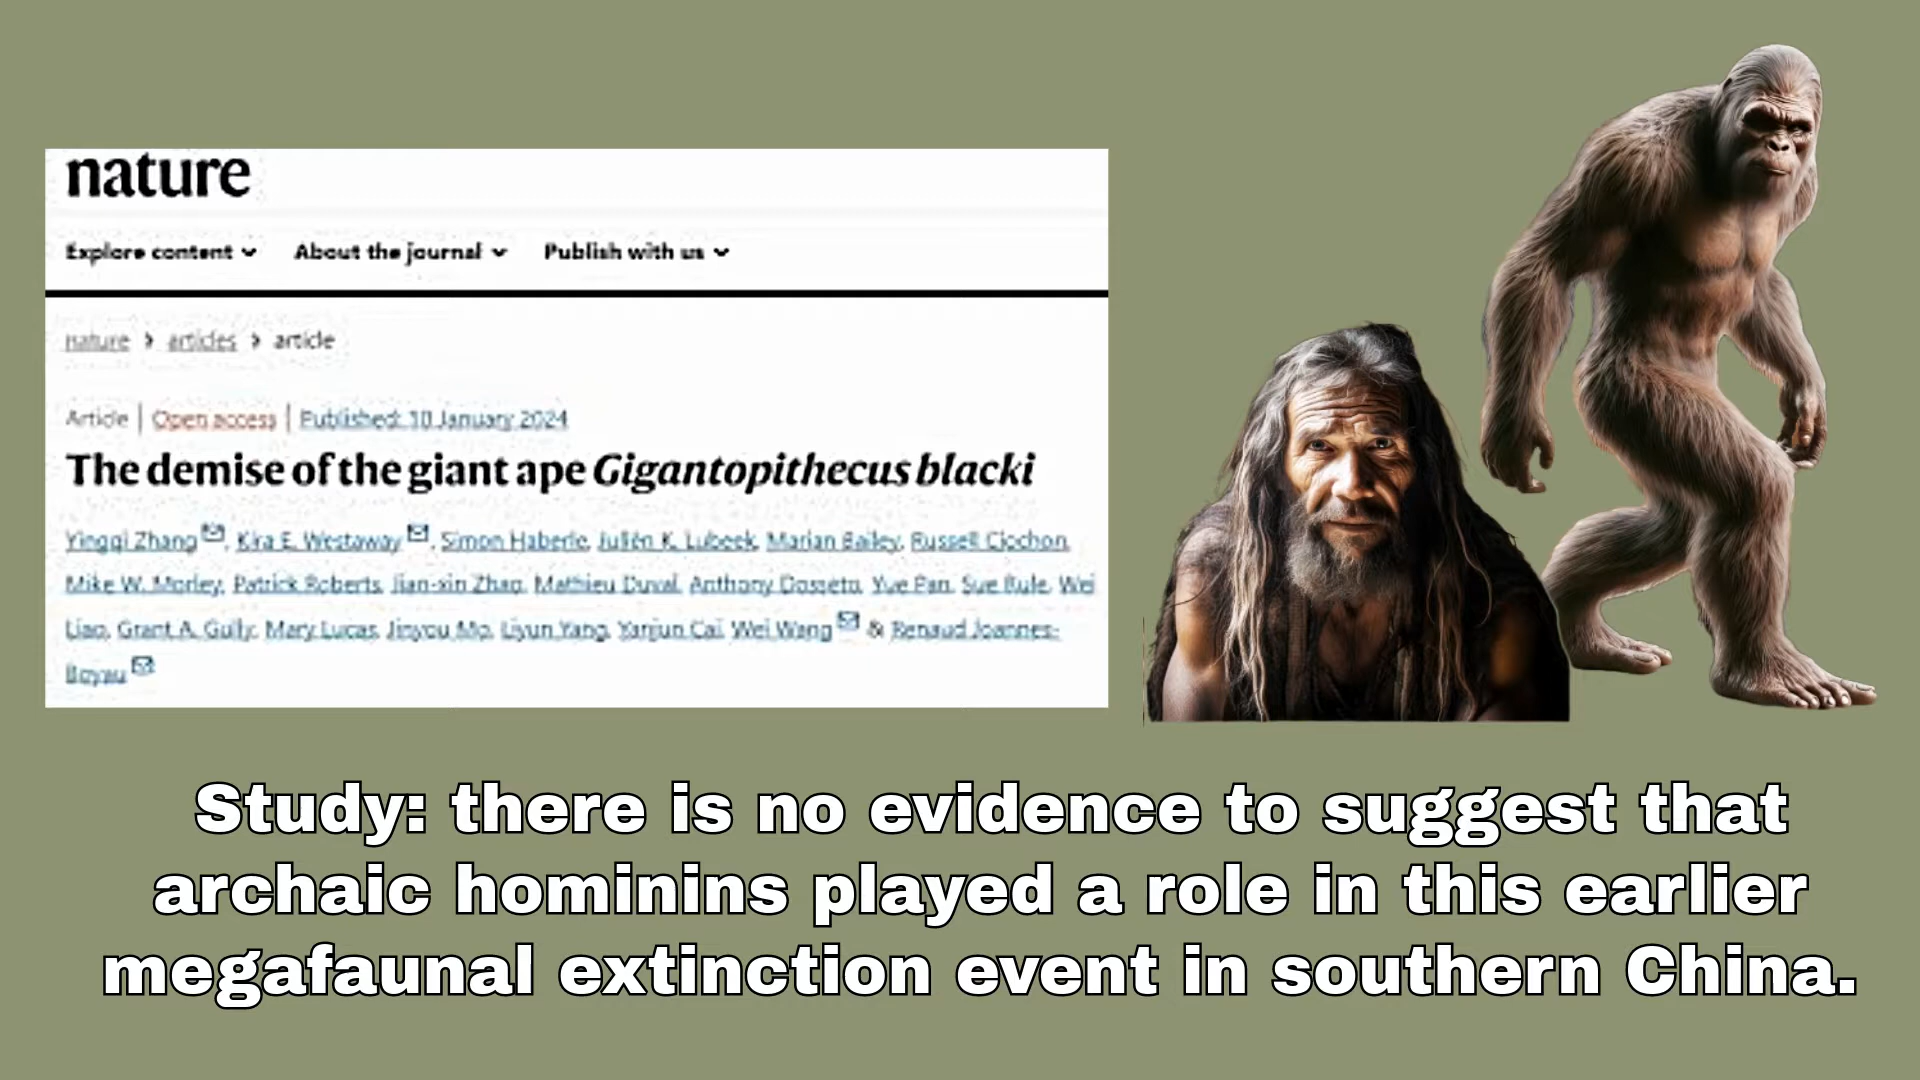 nature
Explore content About the journal Publish with us
nature > articles > article
Article | Open access | Published: 10 January 2024
The demise of the giant ape Gigantopithecus blacki
Yingqi Zhang, Kira E. Westaway, Simon Haberle, Juliën K. Lubeek, Marian Bailey, Russell Ciochon,
Mike W. Morley, Patrick Roberts, Jian-xin Zhao, Mathieu Duval, Anthony Dosseto, Yue Pan, Sue Rule, Wei
Liao, Grant A. Gully, Mary Lucas, Jinyou Mo, Liyun Yang, Yanjun Cai, Wei Wang & Renaud Joannes-
Boyau
Study: there is no evidence to suggest that
archaic hominins played a role in this earlier
megafaunal extinction event in southern China.